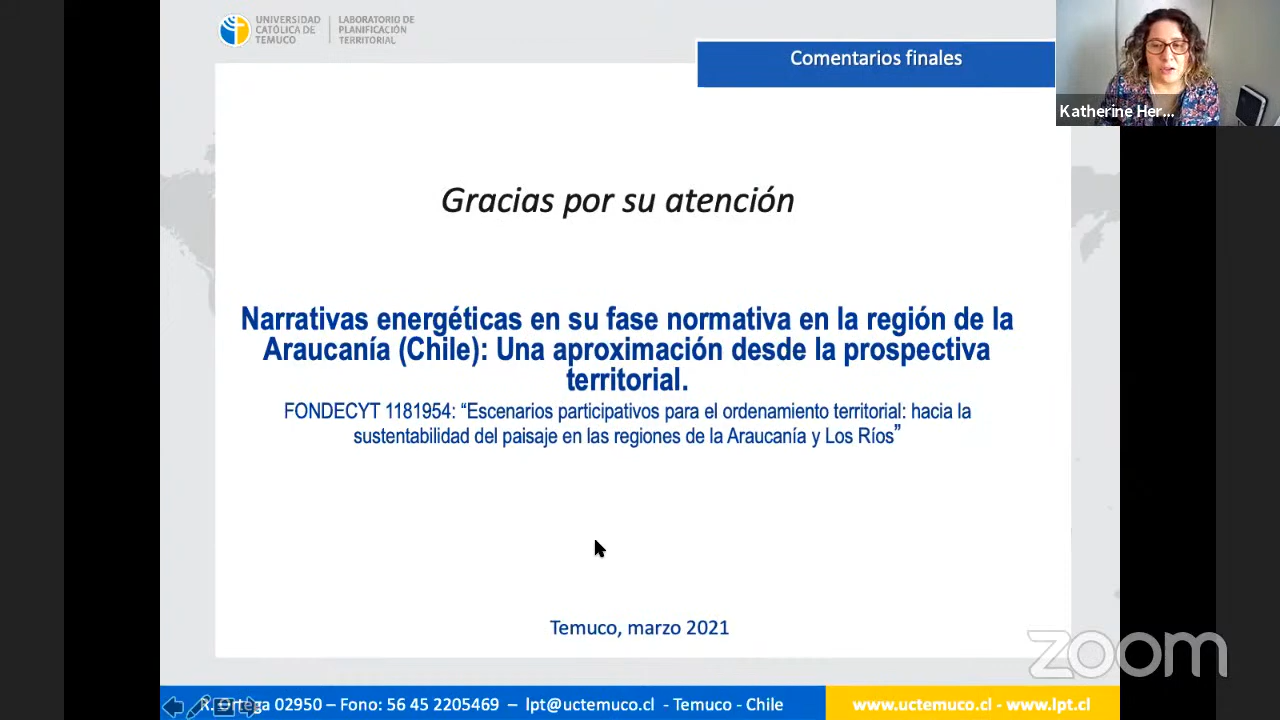 UNIVERSIDAD
CATÓLICA DE
TEMUCO
LABORATORIO DE
PLANIFICACIÓN
TERRITORIAL
Comentarios finales
Katherine Her...
Gracias por su atención
Narrativas energéticas en su fase normativa en la región de la
Araucanía (Chile): Una aproximación desde la prospectiva
territorial.
FONDECYT 1181954: “Escenarios participativos para el ordenamiento territorial: hacia la
sustentabilidad del paisaje en las regiones de la Araucanía y Los Ríos”
Temuco, marzo 2021
zoom
R. Ortega 02950 – Fono: 56 45 2205469 – lpt@uctemuco.cl - Temuco - Chile
www.uctemuco.cl - www.lpt.cl